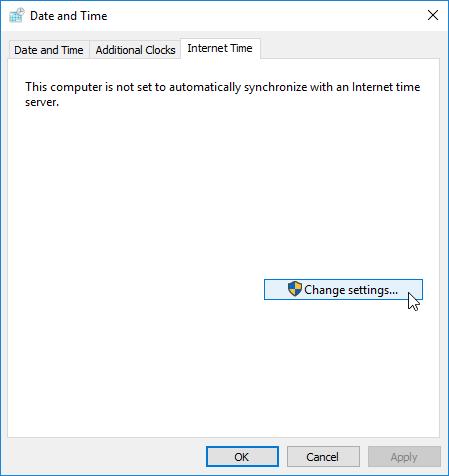 Date and Time
Date and Time Additional Clocks Internet Time
This computer is not set to automatically synchronize with an Internet time
server.
Change settings...
OK Cancel Apply